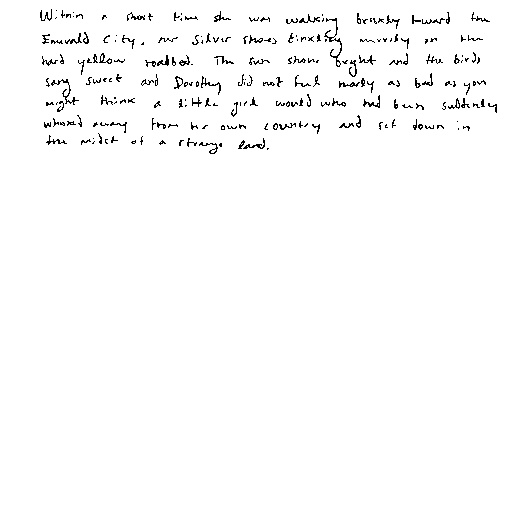 Within a short time she was walking briskly toward the
Emerald City, her Silver Shoes tinkling merrily on the
hard yellow roadbed. The sun shone bright and the birds
sang sweet and Dorothy did not feel nearly as bad as you
might think a little girl would who had been suddenly
whisked away from her own country and set down in
the midst of a strange land.